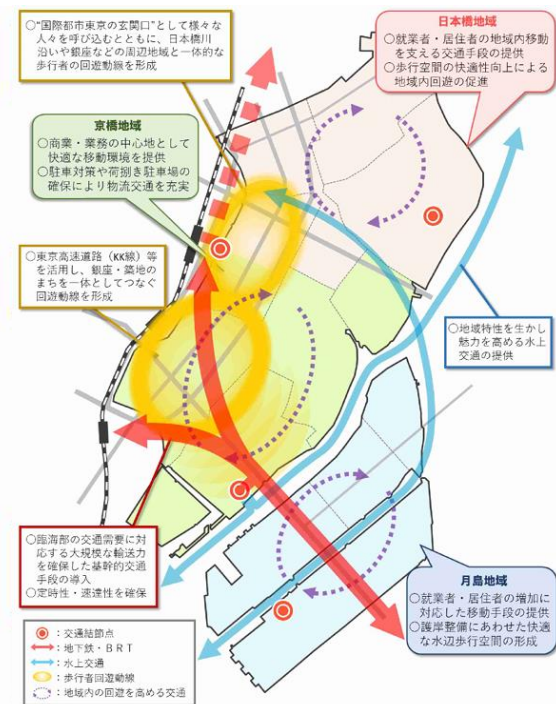 ○“国際都市東京の玄関口”として様々な
人々を呼び込むとともに、日本橋川
沿いや銀座などの周辺地域と一体的な
歩行者の回遊動線を形成
日本橋地域
○就業者・居住者の地域内移動
を支える交通手段の提供
○歩行空間の快適性向上による
地域内回遊の促進
京橋地域
○商業・業務の中心地として
快適な移動環境を提供
○駐車対策や荷捌き駐車場の
確保により物流交通を充実
○東京高速道路（KK線）等
を活用し、銀座・築地の
まちを一体としてつなぐ
回遊動線を形成
○地域特性を生かし
魅力を高める水上
交通の提供
○臨海部の交通需要に対
応する大規模な輸送力
を確保した基幹的交通
手段の導入
○定時性・速達性を確保
月島地域
○就業者・居住者の増加に
対応した移動手段の提供
○護岸整備にあわせた快適
な水辺歩行空間の形成
：交通結節点
：地下鉄・ＢＲＴ
：水上交通
：歩行者回遊動線
：地域内の回遊を高める交通